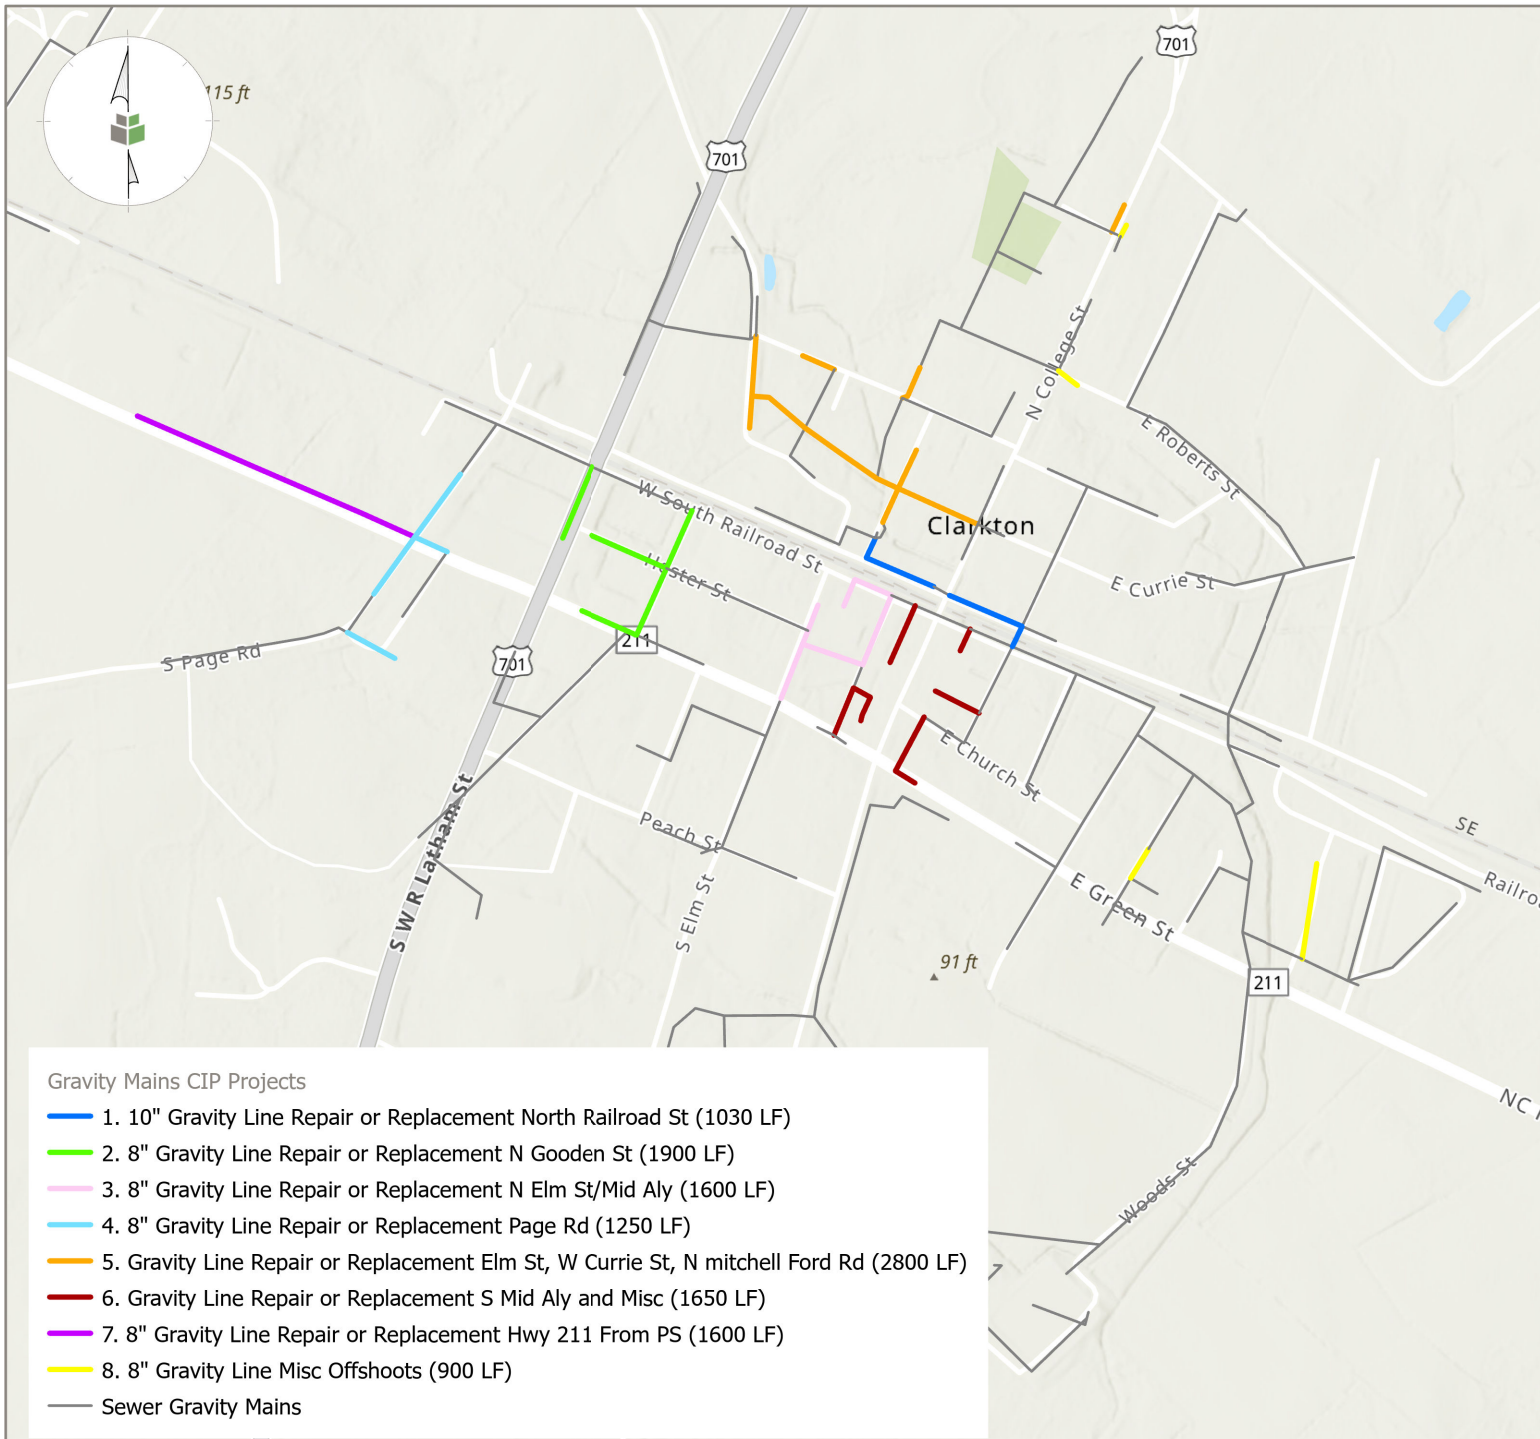 701
115 ft
701
N College St
E Roberts St
W South Railroad St
Clarkton
Hester St
E Currie St
211
S Page Rd
701
E Church St
S W R Latham St
Peach St
SE
E Green St
S Elm St
91 ft
211
Woods St
Gravity Mains CIP Projects
1. 10" Gravity Line Repair or Replacement North Railroad St (1030 LF)
2. 8" Gravity Line Repair or Replacement N Gooden St (1900 LF)
3. 8" Gravity Line Repair or Replacement N Elm St/Mid Aly (1600 LF)
4. 8" Gravity Line Repair or Replacement Page Rd (1250 LF)
5. Gravity Line Repair or Replacement Elm St, W Currie St, N mitchell Ford Rd (2800 LF)
6. Gravity Line Repair or Replacement S Mid Aly and Misc (1650 LF)
7. 8" Gravity Line Repair or Replacement Hwy 211 From PS (1600 LF)
8. 8" Gravity Line Misc Offshoots (900 LF)
Sewer Gravity Mains